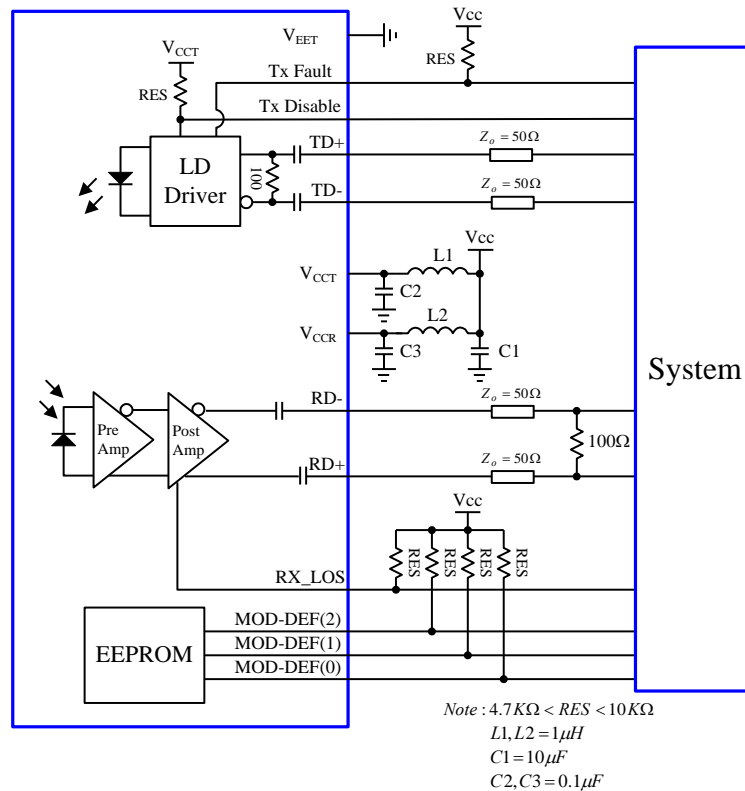 V_EET
Vcc
V_CCT
Tx Fault
RES
RES
Tx Disable
LD
Driver
100
TD+
Z_o = 50Ω
TD-
Z_o = 50Ω
Vcc
V_CCT
L1
C2
V_CCR
L2
C3
C1
System
Pre
Amp
Post
Amp
RD-
Z_o = 50Ω
100Ω
RD+
Z_o = 50Ω
Vcc
RES
RES
RES
RES
RX_LOS
EEPROM
MOD-DEF(2)
MOD-DEF(1)
MOD-DEF(0)
Note : 4.7KΩ < RES < 10KΩ
L1, L2 = 1μH
C1 = 10μF
C2, C3 = 0.1μF